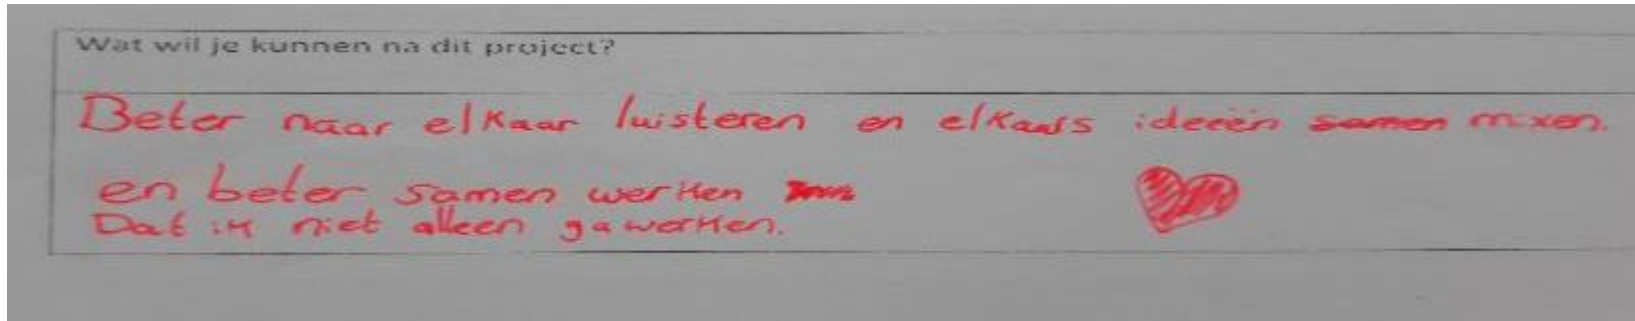 Wat wil je kunnen na dit project?
Beter naar elkaar luisteren en elkaars ideeën samen mixen.
en beter samen werken
Dat ik niet alleen ga werken.